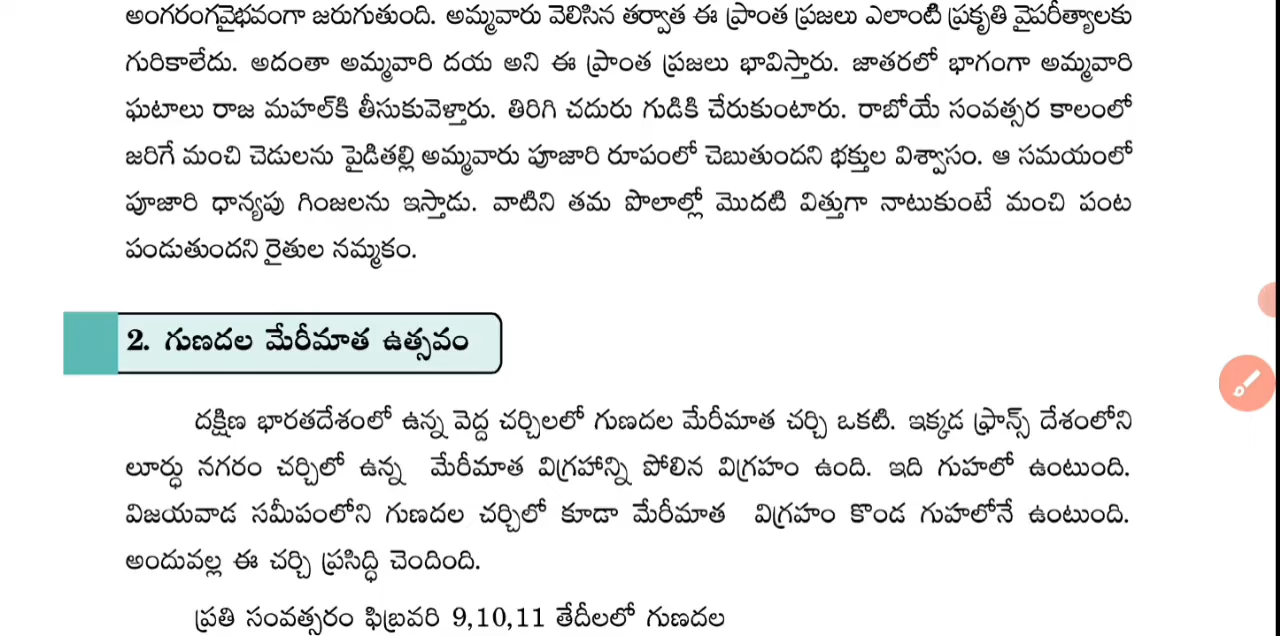 అంగరంగవైభవంగా జరుగుతుంది. అమ్మవారు వెలిసిన తర్వాత ఈ ప్రాంత ప్రజలు ఎలాంటి ప్రకృతి వైపరీత్యాలకు
గురికాలేదు. అదంతా అమ్మవారి దయ అని ఈ ప్రాంత ప్రజలు భావిస్తారు. జాతరలో భాగంగా అమ్మవారి
ఘటాలు రాజ మహల్‌కి తీసుకువెళ్తారు. తిరిగి చదురు గుడికి చేరుకుంటారు. రాబోయే సంవత్సర కాలంలో
జరిగే మంచి చెడులను పైడితల్లి అమ్మవారు పూజారి రూపంలో చెబుతుందని భక్తుల విశ్వాసం. ఆ సమయంలో
పూజారి ధాన్యపు గింజలను ఇస్తాడు. వాటిని తమ పొలాల్లో మొదటి విత్తుగా నాటుకుంటే మంచి పంట
పండుతుందని రైతుల నమ్మకం.
2. గుణదల మేరీమాత ఉత్సవం
దక్షిణ భారతదేశంలో ఉన్న వెద్ద చర్చిలలో గుణదల మేరీమాత చర్చి ఒకటి. ఇక్కడ ఫ్రాన్స్ దేశంలోని
లూర్ధు నగరం చర్చిలో ఉన్న మేరీమాత విగ్రహాన్ని పోలిన విగ్రహం ఉంది. ఇది గుహలో ఉంటుంది.
విజయవాడ సమీపంలోని గుణదల చర్చిలో కూడా మేరీమాత విగ్రహం కొండ గుహలోనే ఉంటుంది.
అందువల్ల ఈ చర్చి ప్రసిద్ధి చెందింది.
ప్రతి సంవత్సరం ఫిబ్రవరి 9,10,11 తేదీలలో గుణదల